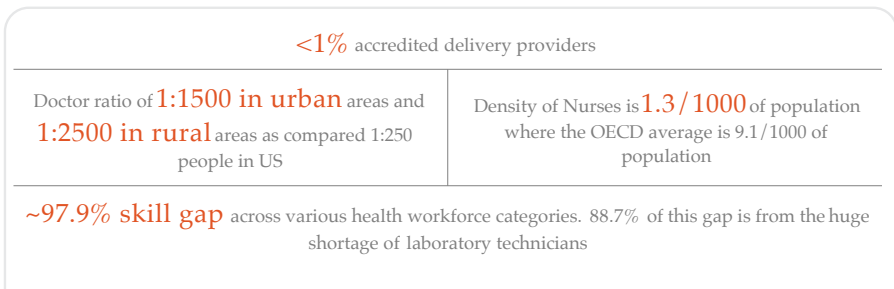 <1% accredited delivery providers
Doctor ratio of 1:1500 in urban areas and
1:2500 in rural areas as compared 1:250
people in US
Density of Nurses is 1.3/1000 of population
where the OECD average is 9.1/1000 of
population
~97.9% skill gap across various health workforce categories. 88.7% of this gap is from the huge
shortage of laboratory technicians